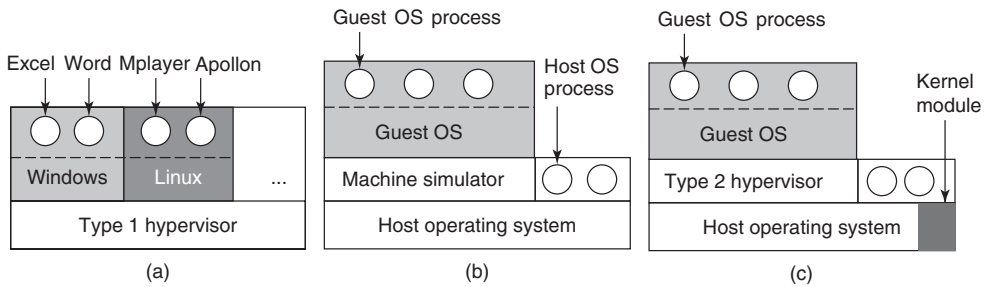 Excel Word Mplayer Apollon
Windows
Linux
...
Type 1 hypervisor
(a)
Guest OS process
Host OS
process
Guest OS
Machine simulator
Host operating system
(b)
Guest OS process
Kernel
module
Guest OS
Type 2 hypervisor
Host operating system
(c)